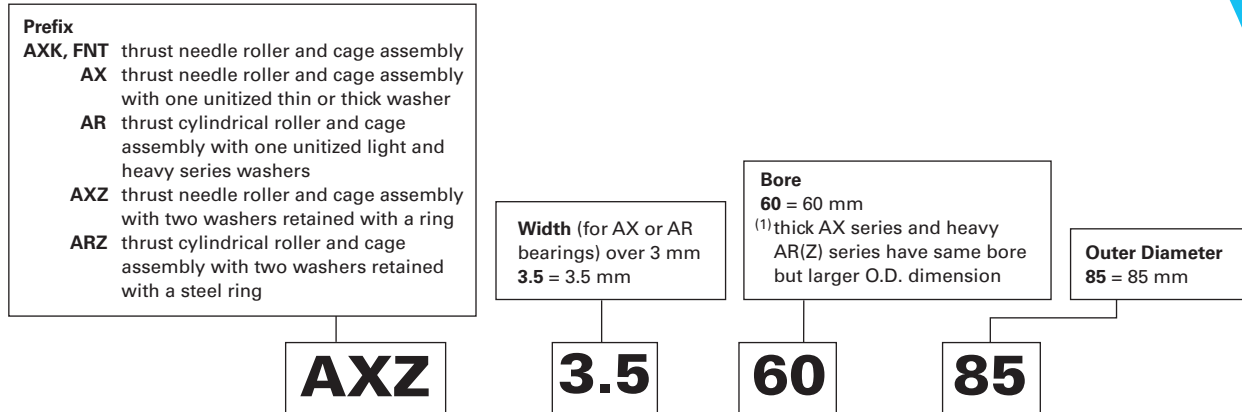 Prefix
AXK, FNT thrust needle roller and cage assembly
AX thrust needle roller and cage assembly
with one unitized thin or thick washer
AR thrust cylindrical roller and cage
assembly with one unitized light and
heavy series washers
AXZ thrust needle roller and cage assembly
with two washers retained with a ring
ARZ thrust cylindrical roller and cage
assembly with two washers retained
with a steel ring
Width (for AX or AR
bearings) over 3 mm
3.5 = 3.5 mm
Bore
60 = 60 mm
(1) thick AX series and heavy
AR(Z) series have same bore
but larger O.D. dimension
Outer Diameter
85 = 85 mm
AXZ 3.5 60 85